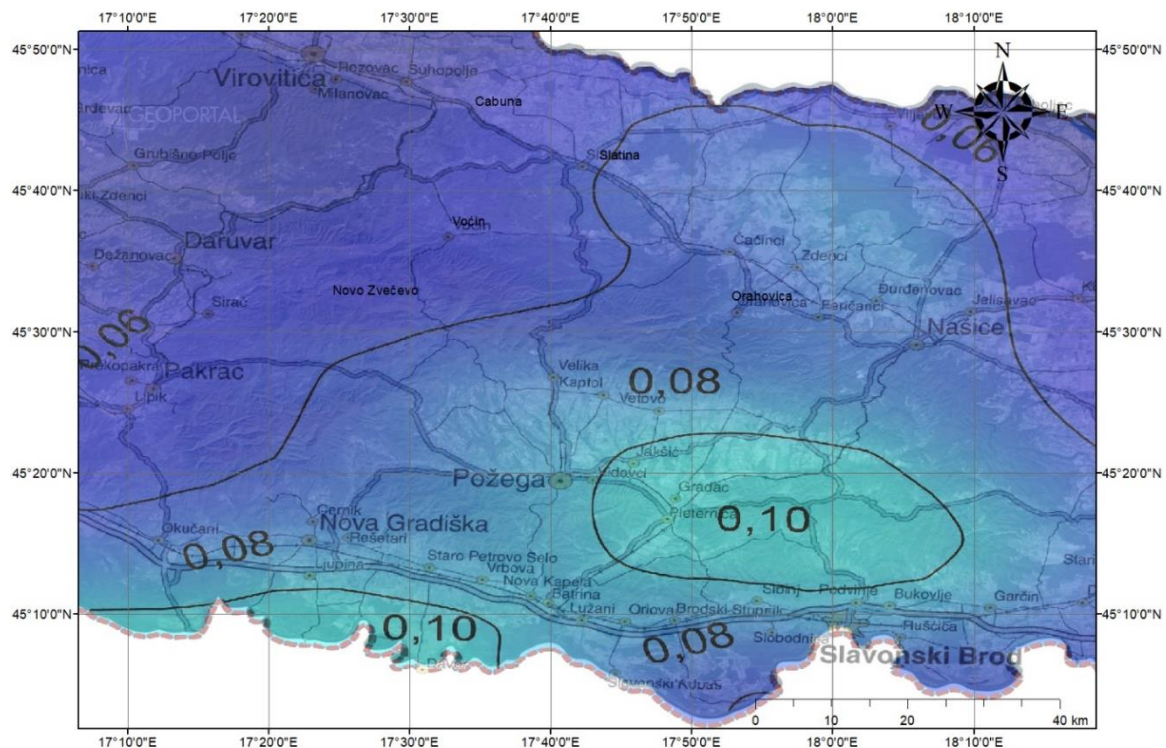 17°10'0"E 17°20'0"E 17°30'0"E 17°40'0"E 17°50'0"E 18°0'0"E 18°10'0"E
45°50'0"N 45°50'0"N
N
Rezovac Suhopolje
Virovitica
Milanovac
Cabuna
GEOPORTAL
W E
0,06
S
Slatina
Grubišno Polje
45°40'0"N 45°40'0"N
Voćin
Voćin
Daruvar
Čačinci
Dežanovac
Zdenci
Novo Zvečevo
Orahovica
Đurđenovac
Orahovica
Feričanci
Jelisavac
Sirač
45°30'0"N 45°30'0"N
Našice
0,06
Velika
Pakrac
Kaptol
0,08
Lipik
Vetovo
Jakšić
45°20'0"N 45°20'0"N
Požega
Vidovci
Gradac
Pleternica
0,10
Cernik
Nova Gradiška
Okučani
Rešetari
0,08
Staro Petrovo Selo
Ljupina
Vrbova
Nova Kapela
Batrina
Sibinj
Podvinje
Bukovlje
Garčin
45°10'0"N 45°10'0"N
Lužani
Oriovac
Brodski Stupnik
0,10
0,08
Slobodnica
Ruščica
Slavonski Brod
Davor
Slavonski Kobaš
0 10 20 40 km
17°10'0"E 17°20'0"E 17°30'0"E 17°40'0"E 17°50'0"E 18°0'0"E 18°10'0"E